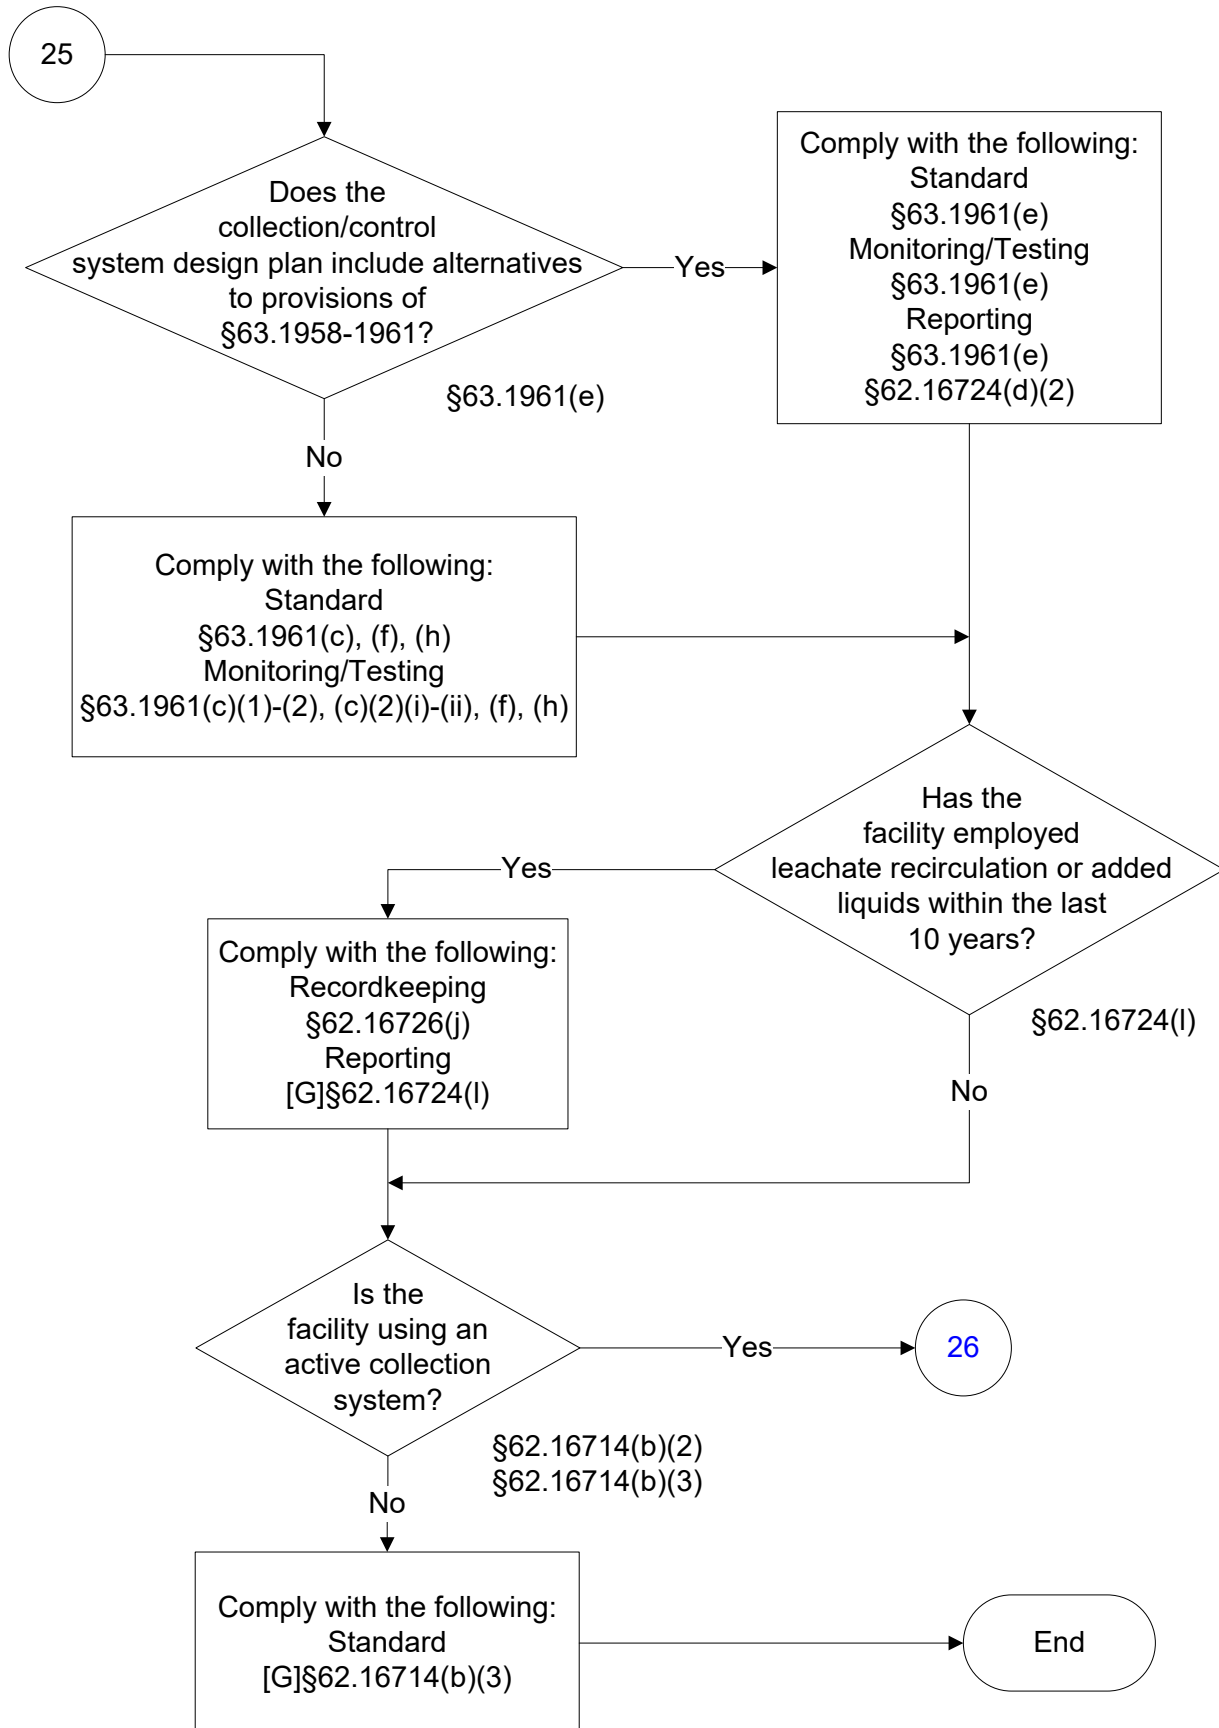 25
Does the
collection/control
system design plan include alternatives
to provisions of
§63.1958-1961?
Yes
§63.1961(e)
No
Comply with the following:
Standard
§63.1961(e)
Monitoring/Testing
§63.1961(e)
Reporting
§63.1961(e)
§62.16724(d)(2)
Comply with the following:
Standard
§63.1961(c), (f), (h)
Monitoring/Testing
§63.1961(c)(1)-(2), (c)(2)(i)-(ii), (f), (h)
Has the
facility employed
leachate recirculation or added
liquids within the last
10 years?
§62.16724(l)
Yes
No
Comply with the following:
Recordkeeping
§62.16726(j)
Reporting
[G]§62.16724(l)
Is the
facility using an
active collection
system?
Yes
26
§62.16714(b)(2)
§62.16714(b)(3)
No
Comply with the following:
Standard
[G]§62.16714(b)(3)
End